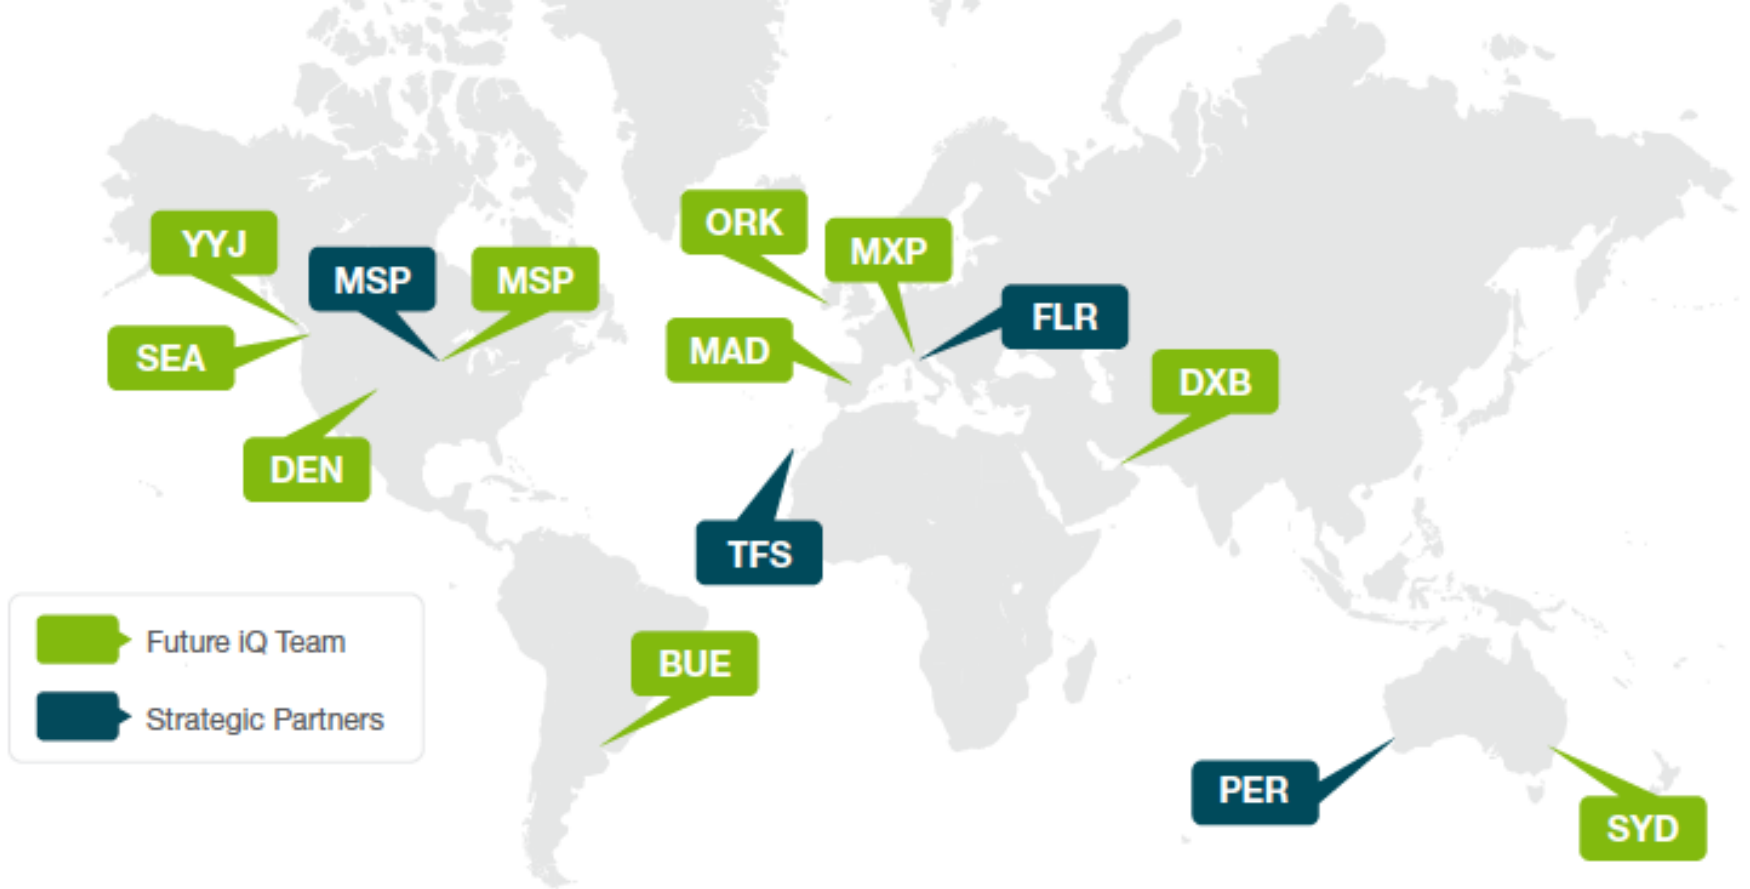 ORK
YYJ
MXP
MSP
MSP
FLR
SEA
MAD
DXB
DEN
TFS
Future iQ Team
BUE
Strategic Partners
PER
SYD